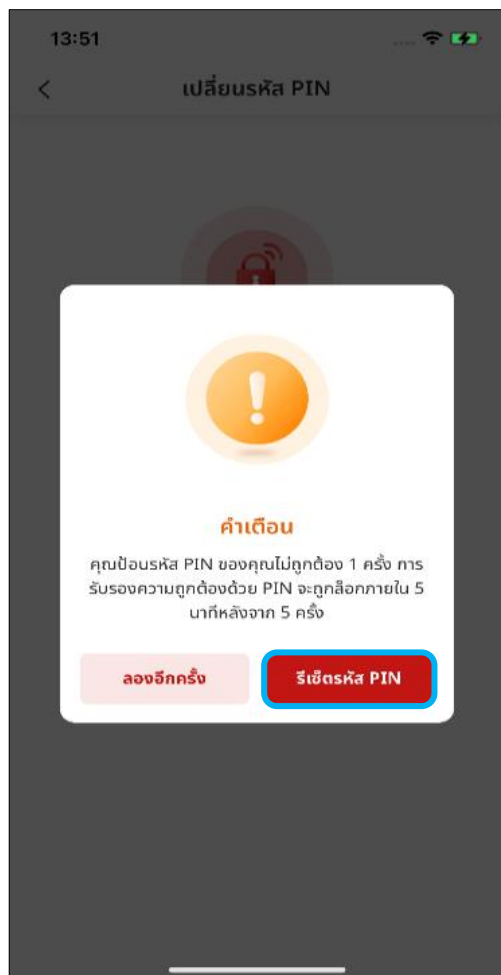 13:51
เปลี่ยนรหัส PIN
คำเตือน
คุณป้อนรหัส PIN ของคุณไม่ถูกต้อง 1 ครั้ง การ
รับรองความถูกต้องด้วย PIN จะถูกล็อกภายใน 5
นาทีหลังจาก 5 ครั้ง
ลองอีกครั้ง
รีเซ็ตรหัส PIN